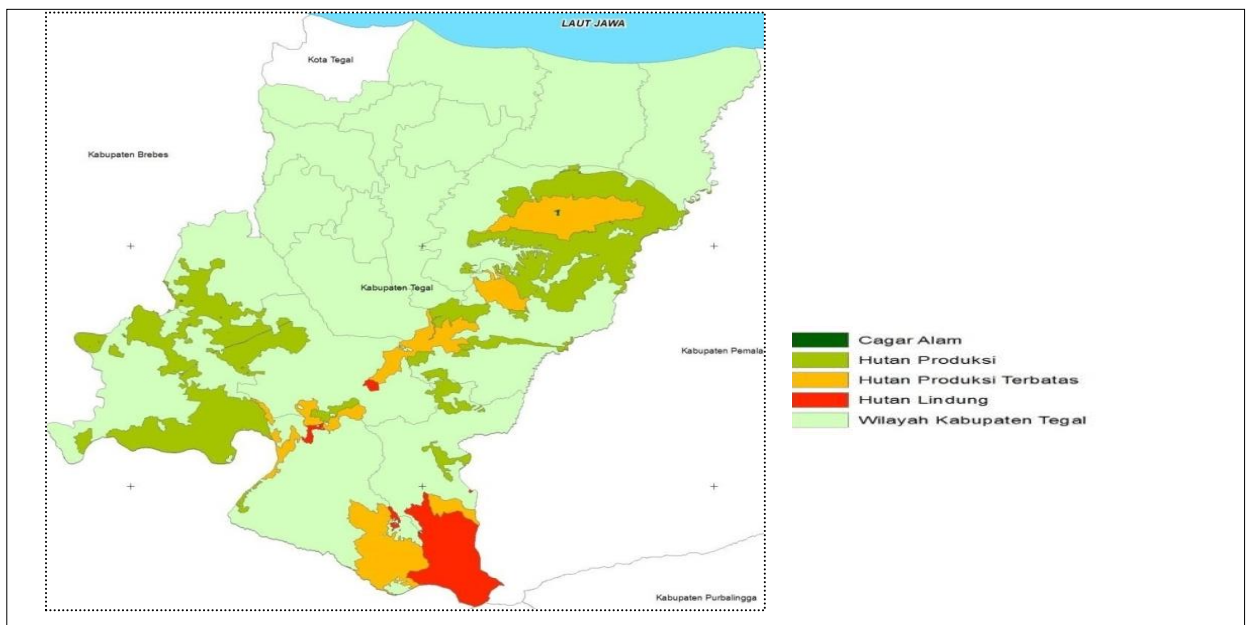 LAUT JAWA
Kota Tegal
Kabupaten Brebes
1
Kabupaten Tegal
Kabupaten Pemala
Cagar Alam
Hutan Produksi
Hutan Produksi Terbatas
Hutan Lindung
Wilayah Kabupaten Tegal
Kabupaten Purbalingga